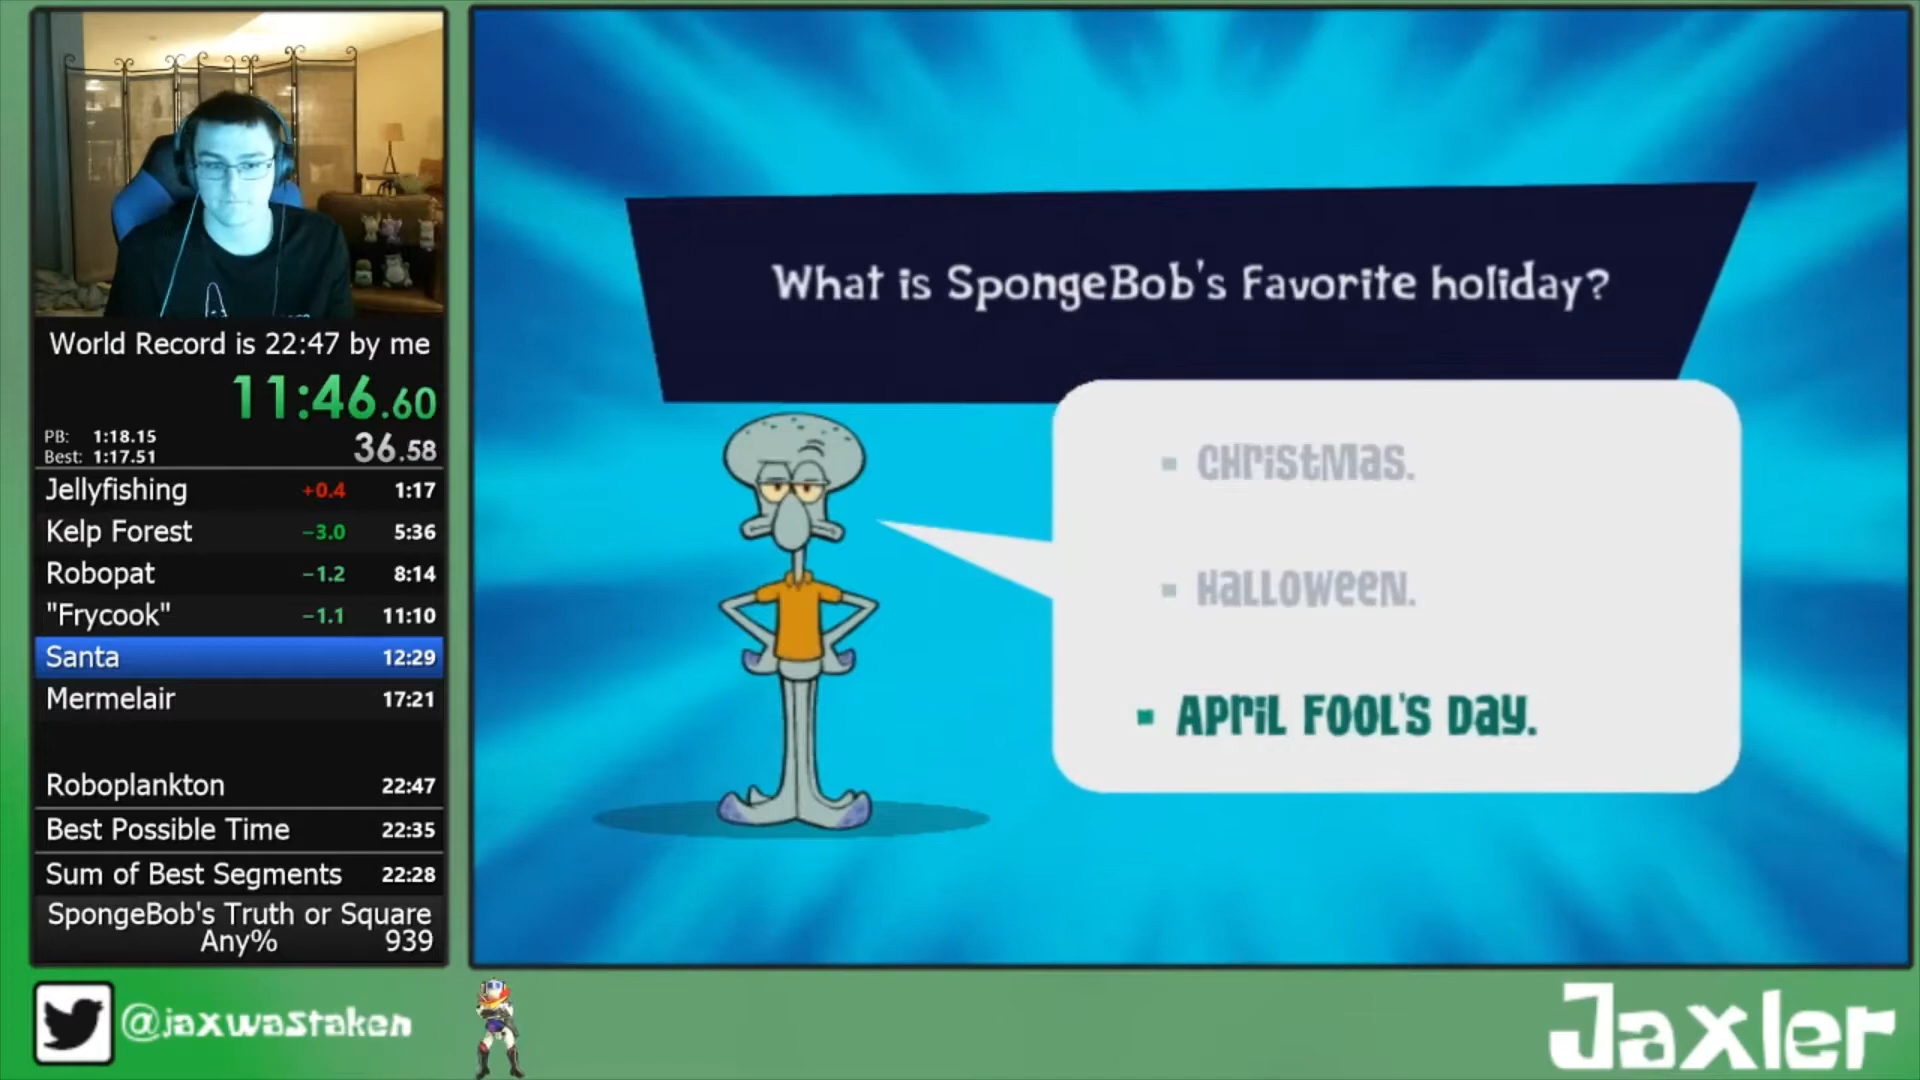 World Record is 22:47 by me
11:46.60
PB: 1:18.15
Best: 1:17.51
36.58
Jellyfishing +0.4 1:17
Kelp Forest -3.0 5:36
Robopat -1.2 8:14
"Frycook" -1.1 11:10
Santa 12:29
Mermelair 17:21
Roboplankton 22:47
Best Possible Time 22:35
Sum of Best Segments 22:28
SpongeBob's Truth or Square
Any% 939
@jaxwastaken
What is SpongeBob's Favorite holiday?
CHristMas.
HALLOWeeN.
APriL FOOL'S Day.
Jaxler